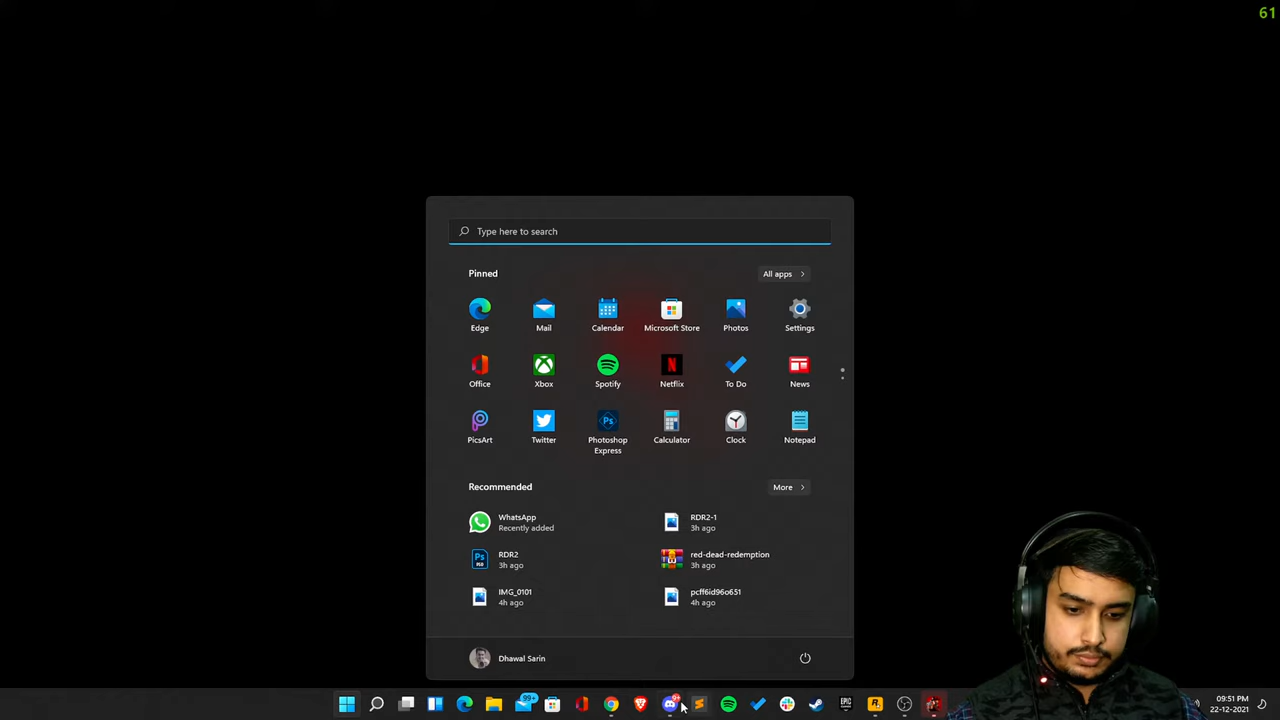 61
Type here to search
Pinned
All apps
Edge
Mail
Calendar
Microsoft Store
Photos
Settings
Office
Xbox
Spotify
Netflix
To Do
News
PicsArt
Twitter
Photoshop
Express
Calculator
Clock
Notepad
Recommended
More
WhatsApp
Recently added
RDR2-1
3h ago
RDR2
3h ago
red-dead-redemption
3h ago
IMG_0101
4h ago
pcff6id96o651
4h ago
Dhawal Sarin
99+
9+
09:51 PM
22-12-2021